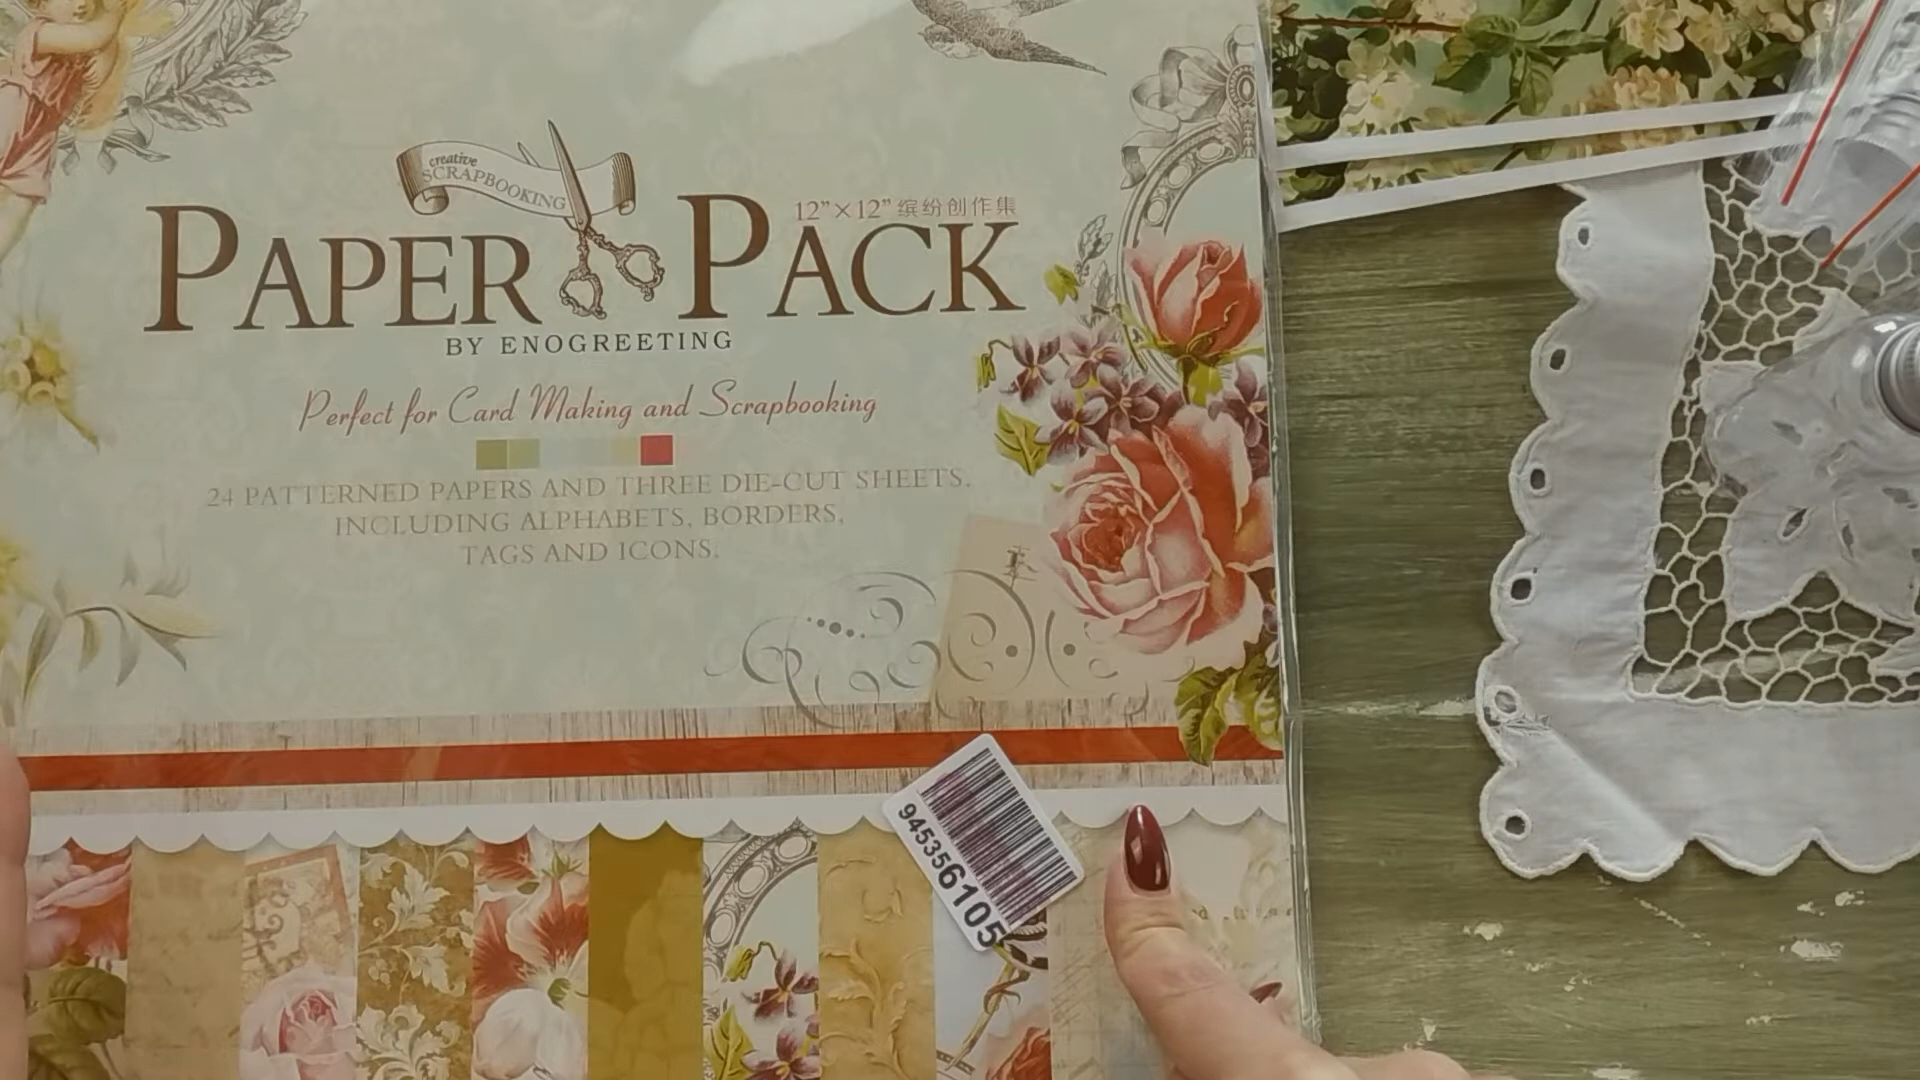 creative
SCRAPBOOKING
12”×12” 缤纷创作集
PAPER PACK
BY ENOGREETING
Perfect for Card Making and Scrapbooking
24 PATTERNED PAPERS AND THREE DIE-CUT SHEETS,
INCLUDING ALPHABETS, BORDERS,
TAGS AND ICONS.
945356105